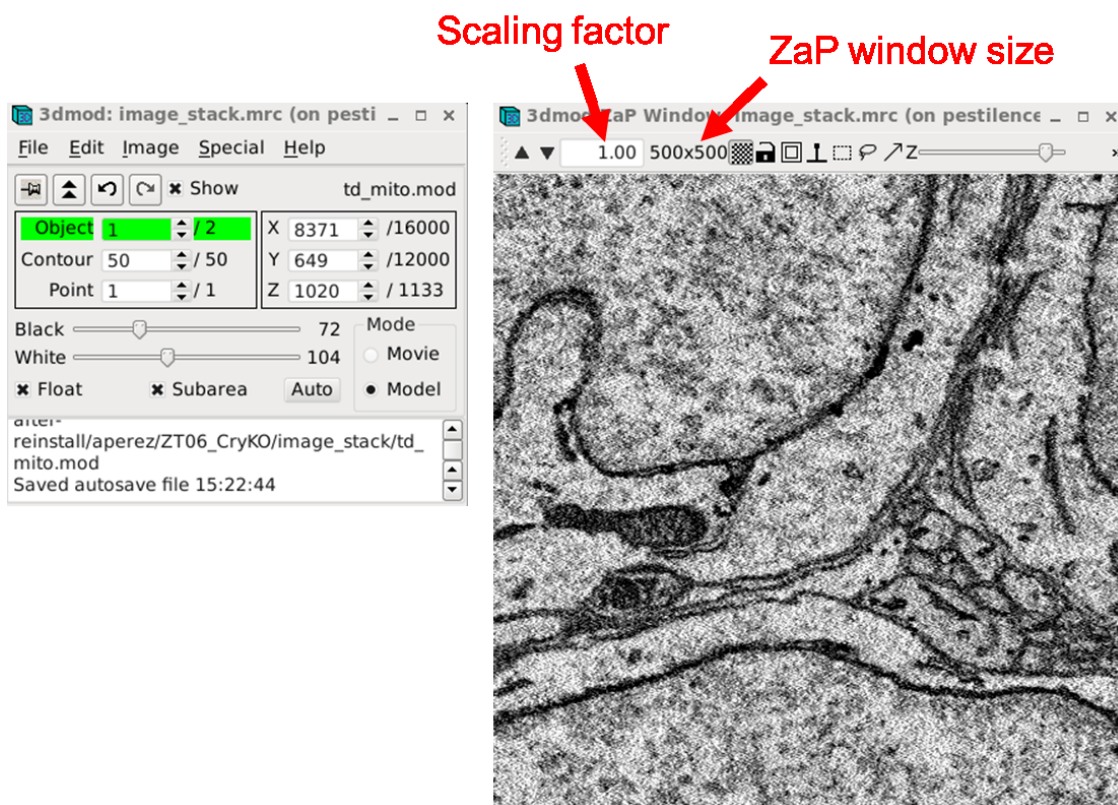 Scaling factor
ZaP window size
3dmod: image_stack.mrc (on pesti
File Edit Image Special Help
Show td_mito.mod
Object 1 / 2 X 8371 /16000
Contour 50 / 50 Y 649 /12000
Point 1 / 1 Z 1020 / 1133
Black 72 Mode
White 104 Movie
Float Subarea Auto Model
after-
reinstall/aperez/ZT06_CryKO/image_stack/td_
mito.mod
Saved autosave file 15:22:44
3dmod ZaP Window: image_stack.mrc (on pestilence
1.00 500x500 Z